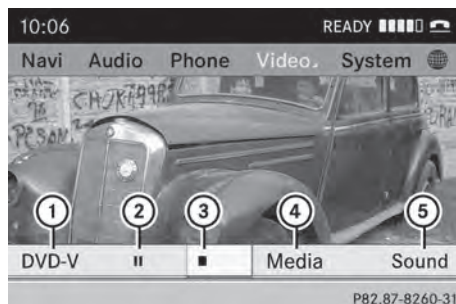 10:06 READY
Navi Audio Phone Video System
CHJKA99A
1 2 3 4 5
DVD-V Media Sound
P82.87-8260-31